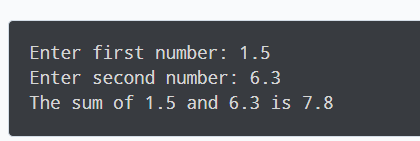 Enter first number: 1.5
Enter second number: 6.3
The sum of 1.5 and 6.3 is 7.8